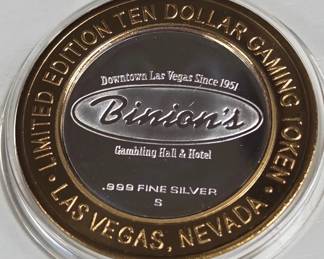 LIMITED EDITION TEN DOLLAR GAMING TOKEN
Downtown Las Vegas Since 1951
Binion's
Gambling Hall & Hotel
.999 FINE SILVER
S
• LAS VEGAS, NEVADA •